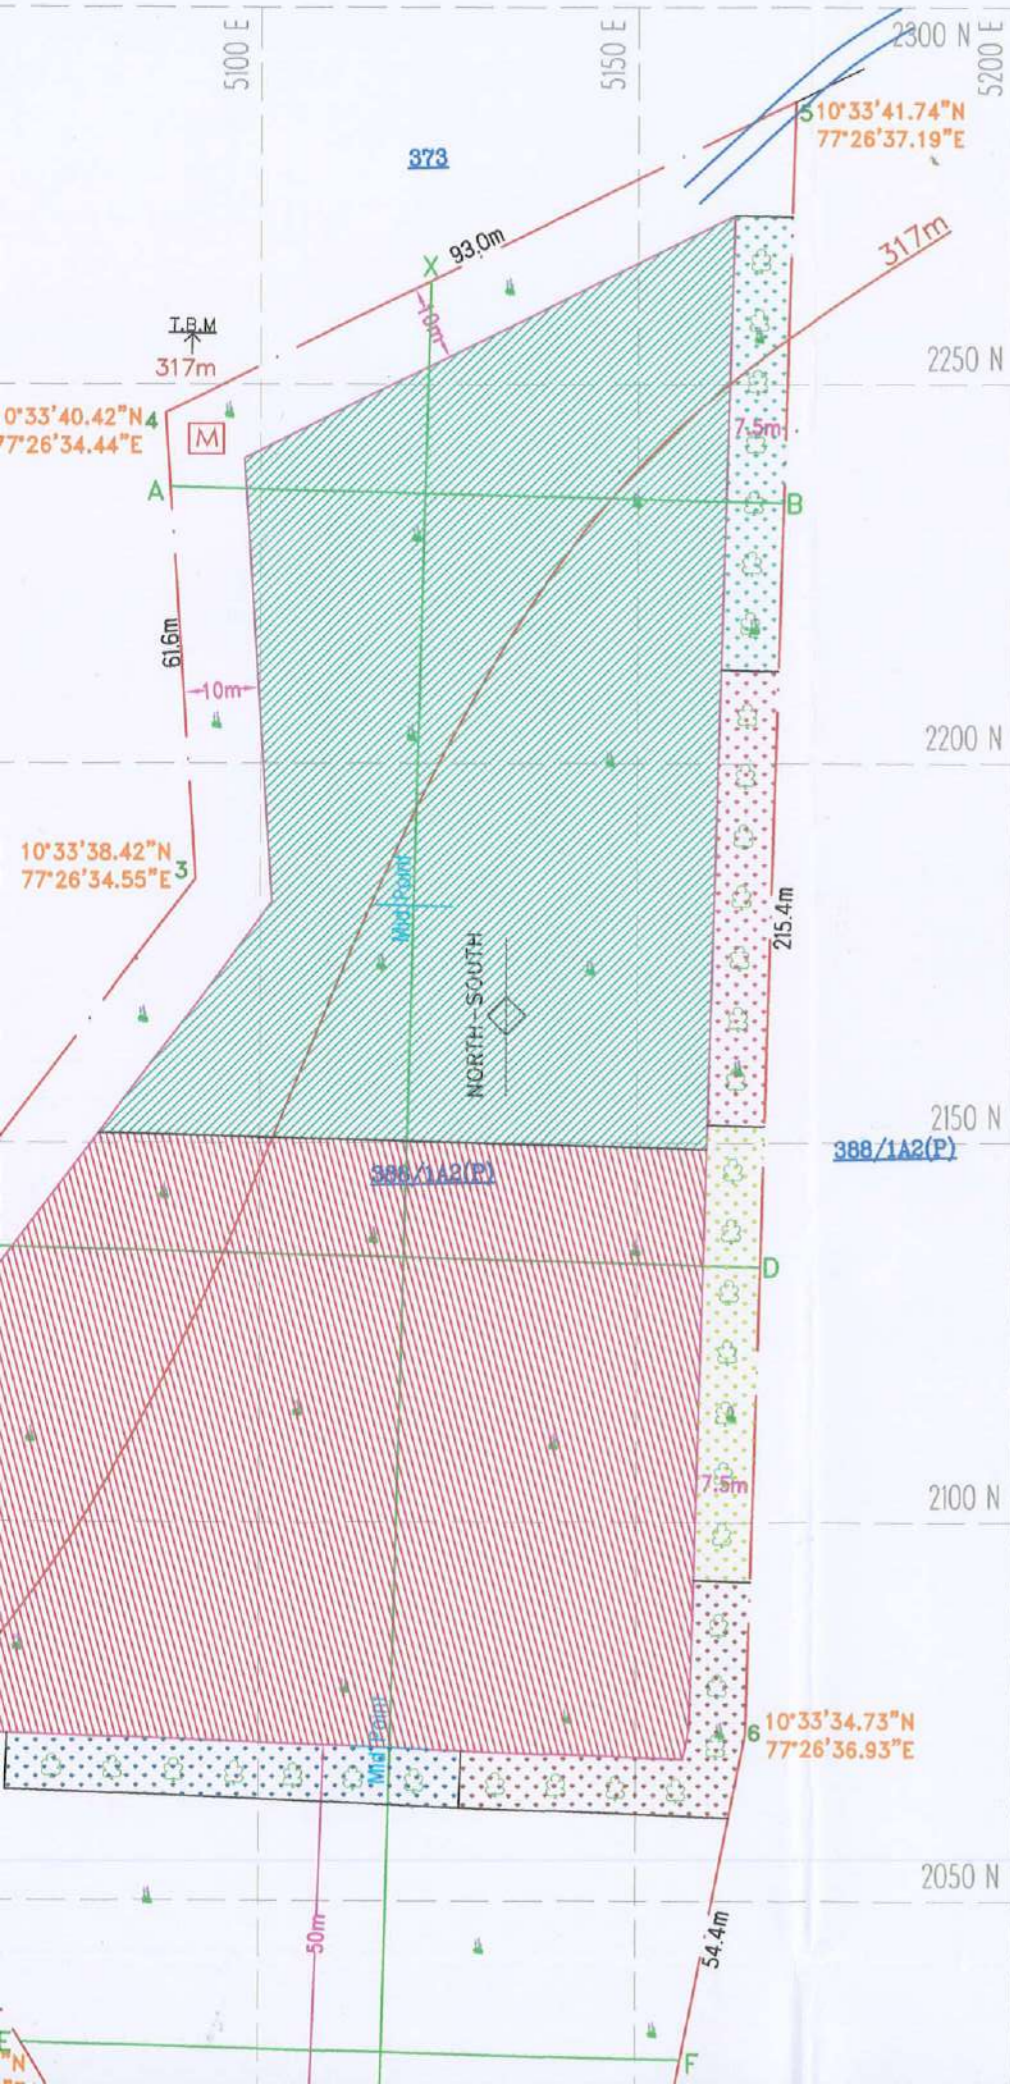 5100 E
5150 E
2300 N
5200 E
5
10°33'41.74"N
77°26'37.19"E
373
317m
93.0m
X
10m
T.B.M
317m
2250 N
0°33'40.42"N
4
77°26'34.44"E
M
7.5m
A
B
61.6m
10m
2200 N
10°33'38.42"N
3
77°26'34.55"E
Mid Point
215.4m
NORTH-SOUTH
2150 N
388/1A2(P)
388/1A2(P)
D
7.5m
2100 N
Mid Point
6
10°33'34.73"N
77°26'36.93"E
2050 N
50m
54.4m
E
"N
F